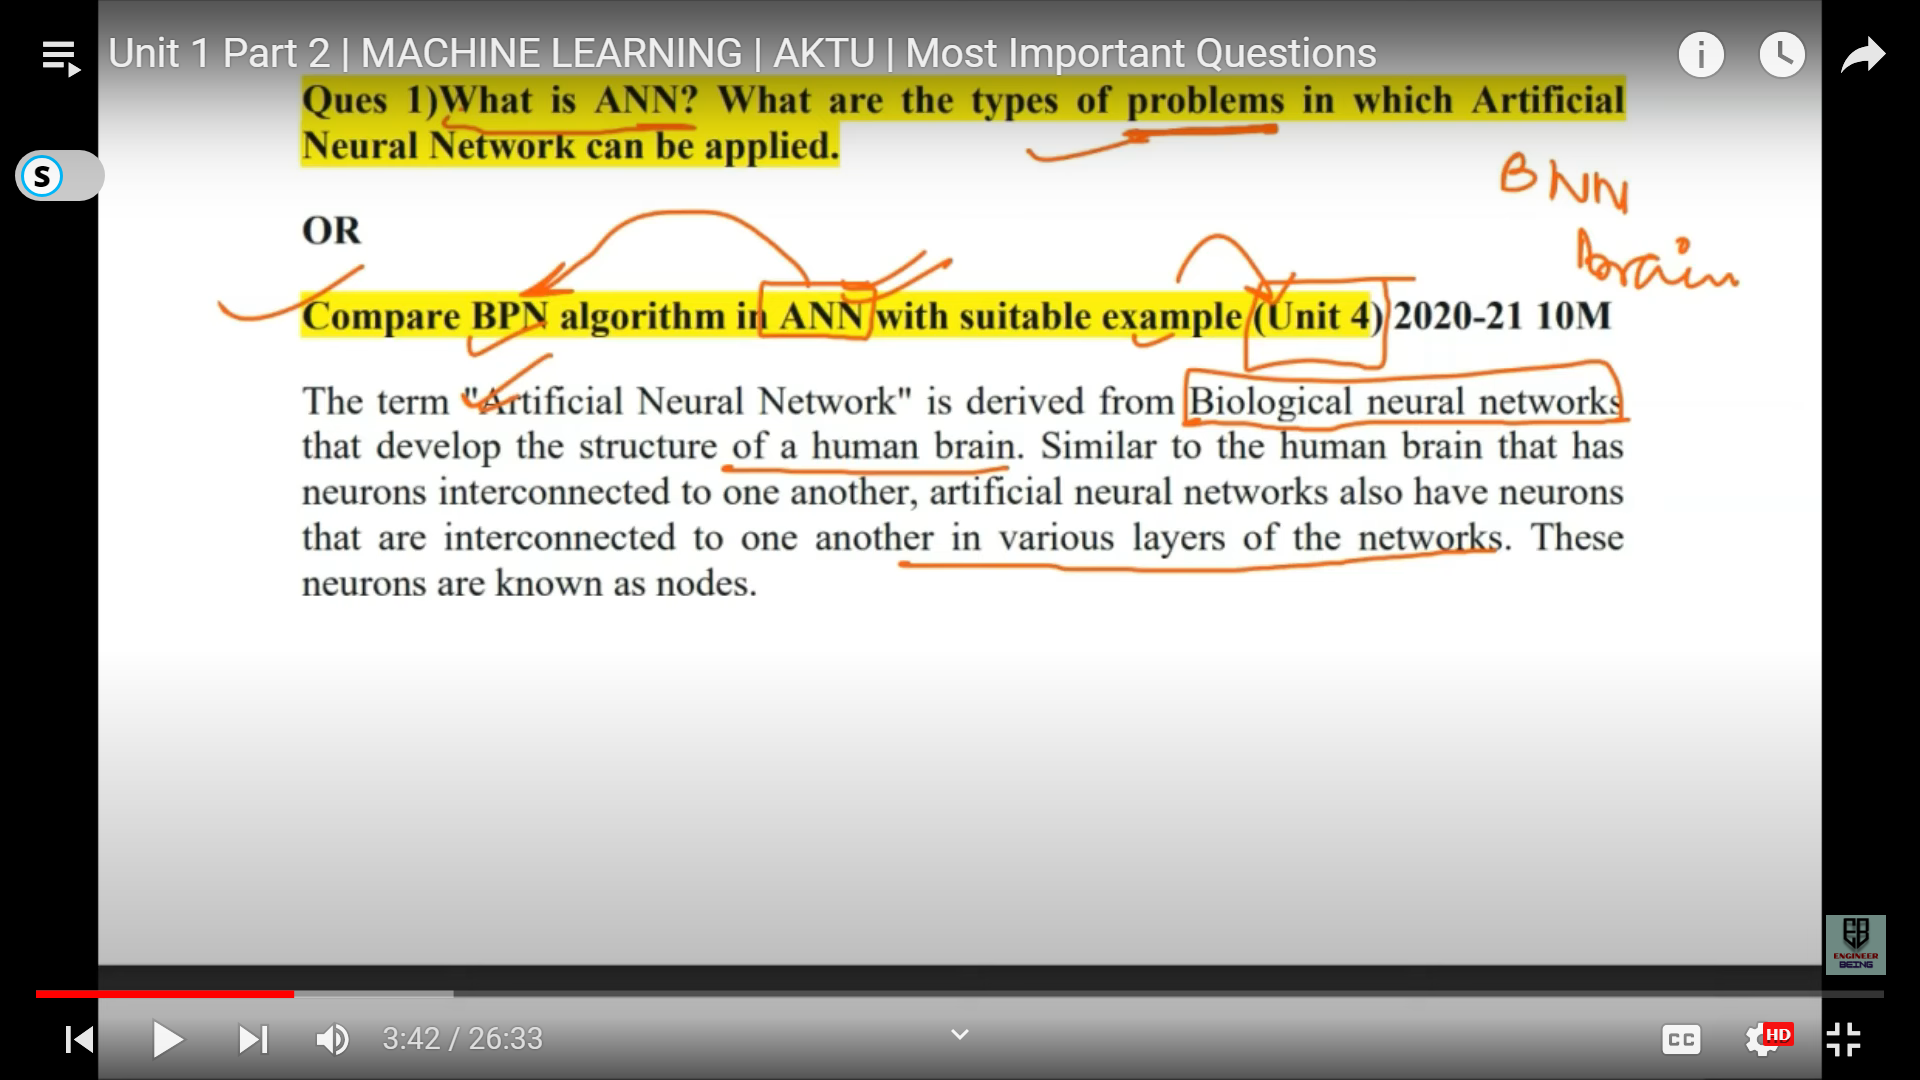 Unit 1 Part 2 | MACHINE LEARNING | AKTU | Most Important Questions
Ques 1)What is ANN? What are the types of problems in which Artificial
Neural Network can be applied.
BNN
brain
OR
Compare BPN algorithm in ANN with suitable example (Unit 4) 2020-21 10M
The term "Artificial Neural Network" is derived from Biological neural networks
that develop the structure of a human brain. Similar to the human brain that has
neurons interconnected to one another, artificial neural networks also have neurons
that are interconnected to one another in various layers of the networks. These
neurons are known as nodes.
S
EB
ENGINEER
BEING
3:42 / 26:33
CC
HD